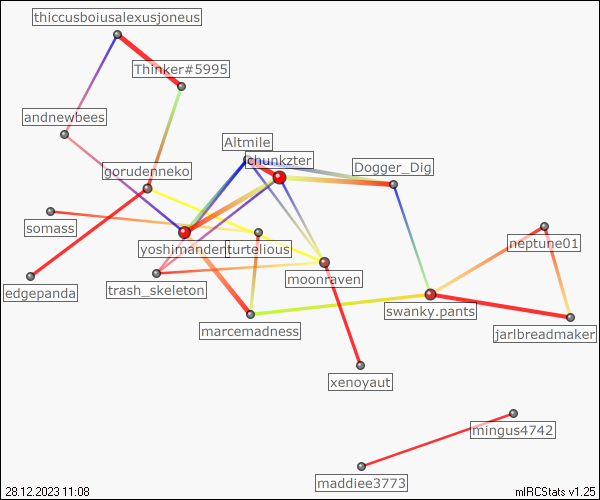 thiccusboiusalexusjoneus
Thinker#5995
andnewbees
Altmile
chunkzter
Dogger_Dig
gorudenneko
somass
yoshimandent
turtelious
neptune01
edgepanda
trash_skeleton
moonraven
swanky.pants
marcemadness
jarlbreadmaker
xenoyaut
mingus4742
maddiee3773
28.12.2023 11:08
mIRCStats v1.25